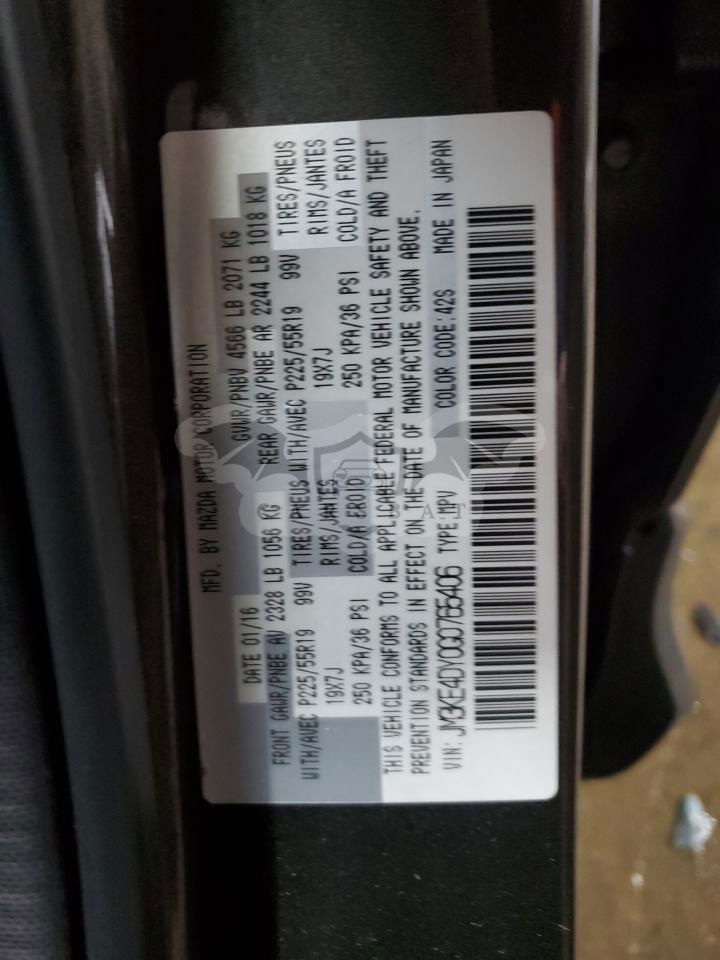 MFD. BY MAZDA MOTOR CORPORATION
DATE 01/16 GVWR/PNBV 4566 LB 2071 KG
FRONT GAWR/PNBE AV 2328 LB 1056 KG REAR GAWR/PNBE AR 2244 LB 1018 KG
WITH/AVEC P225/55R19 99V TIRES/PNEUS WITH/AVEC P225/55R19 99V TIRES/PNEUS
19X7J RIMS/JANTES 19X7J RIMS/JANTES
250 KPA/36 PSI COLD/A FROID 250 KPA/36 PSI COLD/A FROID
THIS VEHICLE CONFORMS TO ALL APPLICABLE FEDERAL MOTOR VEHICLE SAFETY AND THEFT
PREVENTION STANDARDS IN EFFECT ON THE DATE OF MANUFACTURE SHOWN ABOVE.
VIN: JM3KE4DY0G0765406 TYPE:MPV COLOR CODE:42S MADE IN JAPAN